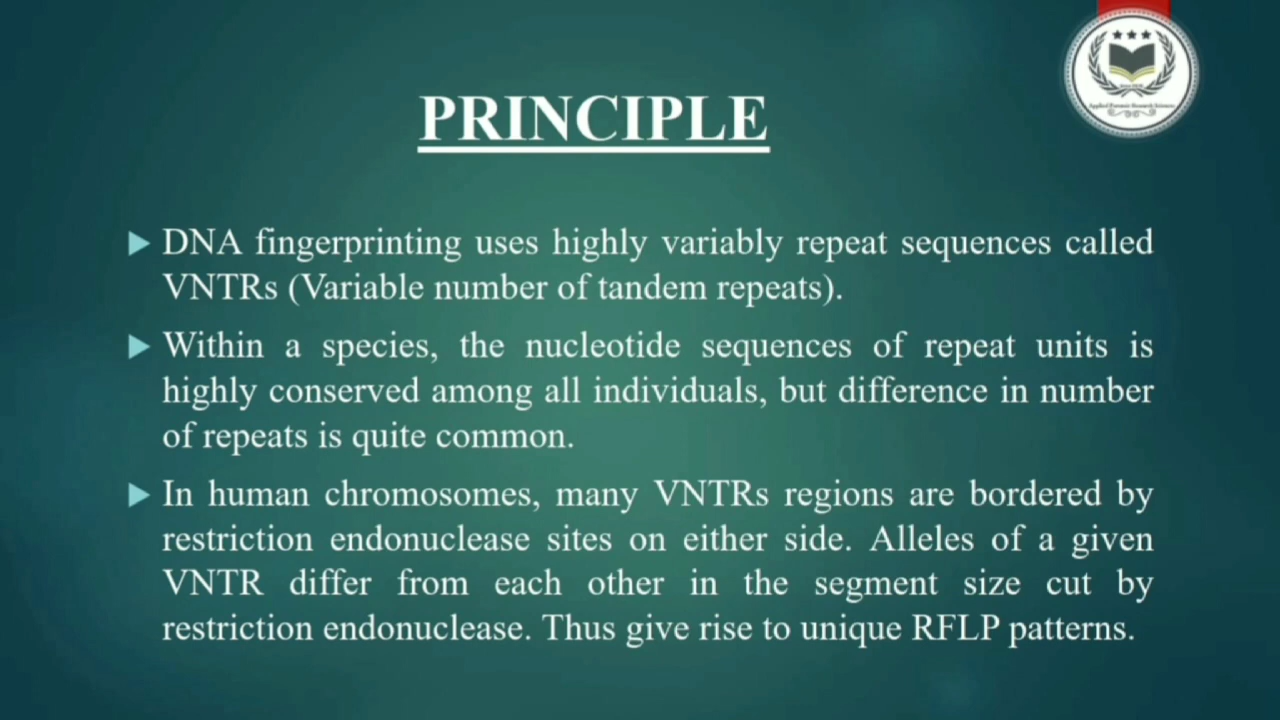 PRINCIPLE
DNA fingerprinting uses highly variably repeat sequences called
VNTRs (Variable number of tandem repeats).
Within a species, the nucleotide sequences of repeat units is
highly conserved among all individuals, but difference in number
of repeats is quite common.
In human chromosomes, many VNTRs regions are bordered by
restriction endonuclease sites on either side. Alleles of a given
VNTR differ from each other in the segment size cut by
restriction endonuclease. Thus give rise to unique RFLP patterns.
Applied Forensic Research Sciences